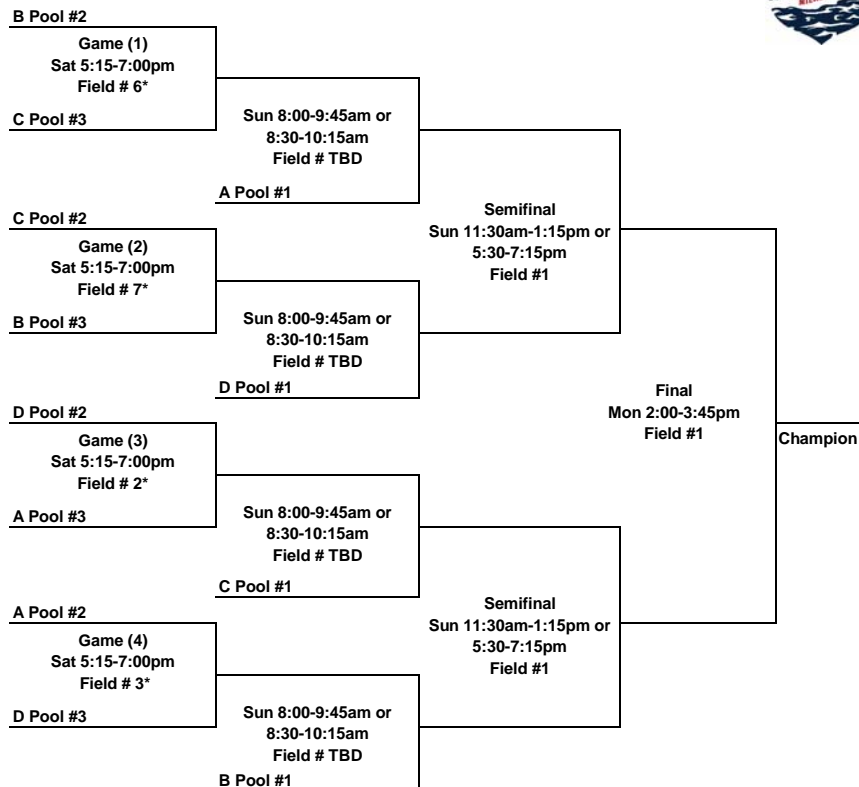 B Pool #2
Game (1)
Sat 5:15-7:00pm
Field # 6*
C Pool #3
Sun 8:00-9:45am or
8:30-10:15am
Field # TBD
A Pool #1
C Pool #2
Game (2)
Sat 5:15-7:00pm
Field # 7*
B Pool #3
Sun 8:00-9:45am or
8:30-10:15am
Field # TBD
D Pool #1
Semifinal
Sun 11:30am-1:15pm or
5:30-7:15pm
Field #1
D Pool #2
Game (3)
Sat 5:15-7:00pm
Field # 2*
A Pool #3
Sun 8:00-9:45am or
8:30-10:15am
Field # TBD
C Pool #1
A Pool #2
Game (4)
Sat 5:15-7:00pm
Field # 3*
D Pool #3
Sun 8:00-9:45am or
8:30-10:15am
Field # TBD
B Pool #1
Semifinal
Sun 11:30am-1:15pm or
5:30-7:15pm
Field #1
Final
Mon 2:00-3:45pm
Field #1
Champion